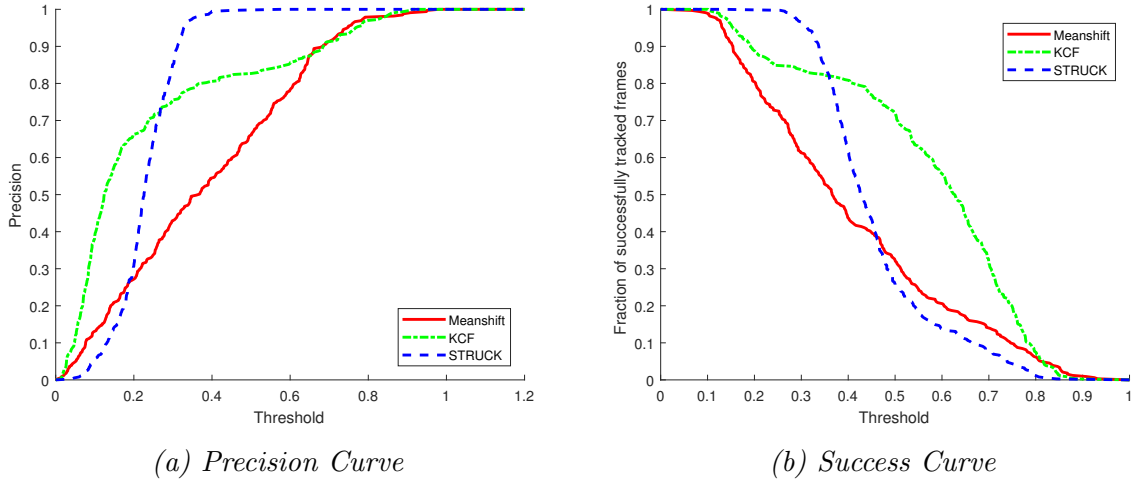 1
0.9
0.8
0.7
0.6
0.5
0.4
0.3
0.2
0.1
0
Precision
0 0.2 0.4 0.6 0.8 1 1.2
Threshold
Meanshift
KCF
STRUCK
(a) Precision Curve
1
0.9
0.8
0.7
0.6
0.5
0.4
0.3
0.2
0.1
0
Fraction of successfully tracked frames
0 0.1 0.2 0.3 0.4 0.5 0.6 0.7 0.8 0.9 1
Threshold
Meanshift
KCF
STRUCK
(b) Success Curve